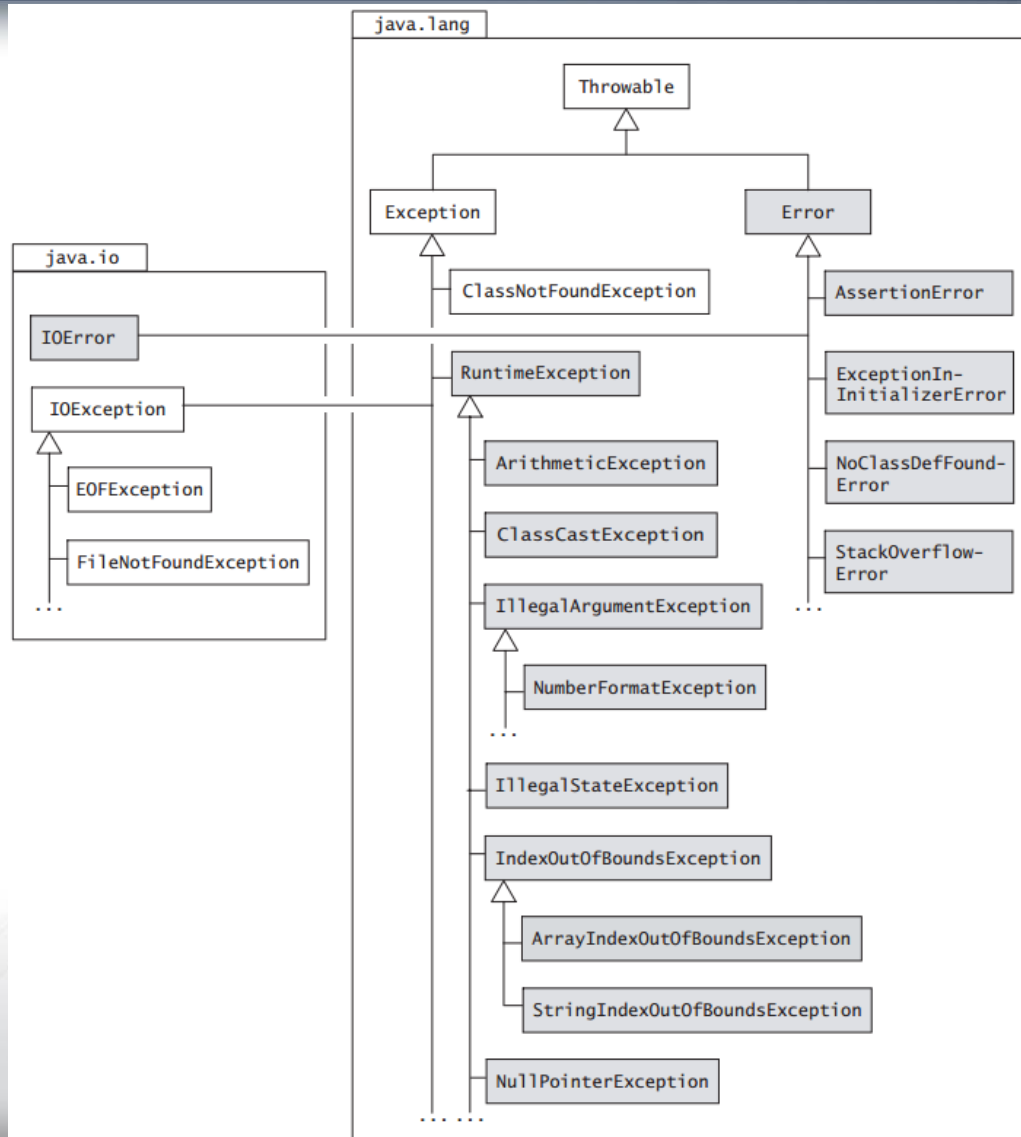 java.lang
Throwable
Exception
Error
java.io
ClassNotFoundException
AssertionError
IOError
RuntimeException
ExceptionIn-
InitializerError
IOException
ArithmeticException
NoClassDefFound-
Error
EOFException
ClassCastException
StackOverflow-
Error
FileNotFoundException
...
IllegalArgumentException
...
NumberFormatException
...
IllegalStateException
IndexOutOfBoundsException
ArrayIndexOutOfBoundsException
StringIndexOutOfBoundsException
NullPointerException
... ...